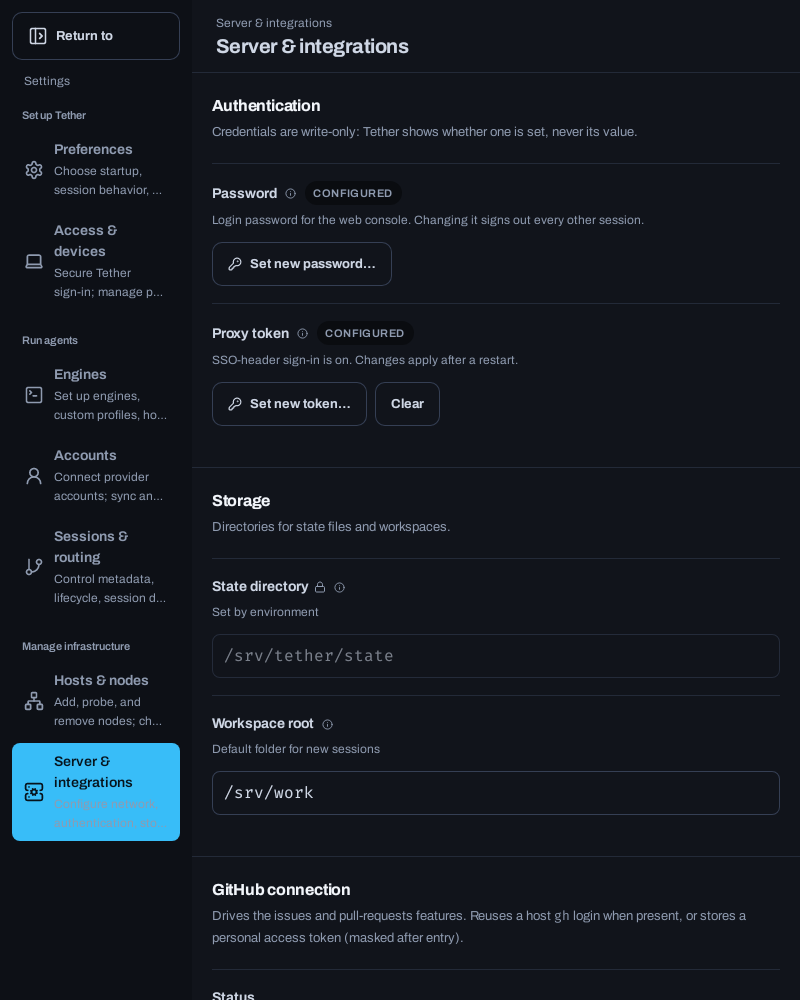 Return to
Settings
Set up Tether
Preferences
Choose startup,
session behavior, ...
Access &
devices
Secure Tether
sign-in; manage p...
Run agents
Engines
Set up engines,
custom profiles, ho...
Accounts
Connect provider
accounts; sync an...
Sessions &
routing
Control metadata,
lifecycle, session d...
Manage infrastructure
Hosts & nodes
Add, probe, and
remove nodes; ch...
Server &
integrations
Server & integrations
Server & integrations
Authentication
Credentials are write-only: Tether shows whether one is set, never its value.
Password CONFIGURED
Login password for the web console. Changing it signs out every other session.
Set new password...
Proxy token CONFIGURED
SSO-header sign-in is on. Changes apply after a restart.
Set new token... Clear
Storage
Directories for state files and workspaces.
State directory
Set by environment
/srv/tether/state
Workspace root
Default folder for new sessions
/srv/work
GitHub connection
Drives the issues and pull-requests features. Reuses a host gh login when present, or stores a
personal access token (masked after entry).
Status